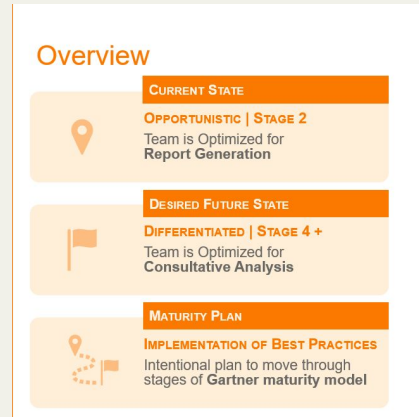 Overview
Current State
Opportunistic | Stage 2
Team is Optimized for
Report Generation
Desired Future State
Differentiated | Stage 4 +
Team is Optimized for
Consultative Analysis
Maturity Plan
Implementation of Best Practices
Intentional plan to move through
stages of Gartner maturity model